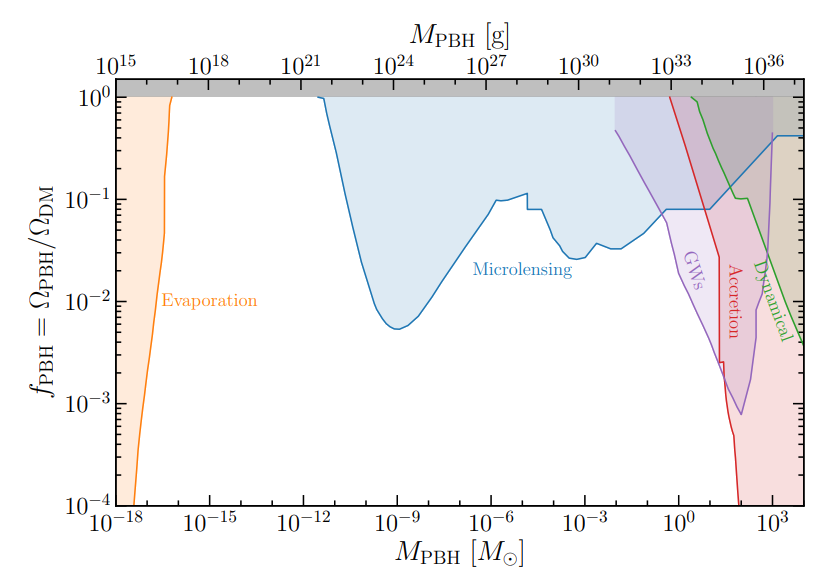 M_PBH [g]
10^15 10^18 10^21 10^24 10^27 10^30 10^33 10^36
10^0
10^−1
10^−2
10^−3
10^−4
f_PBH = Ω_PBH/Ω_DM
Evaporation
Microlensing
GWs
Accretion
Dynamical
10^−18 10^−15 10^−12 10^−9 10^−6 10^−3 10^0 10^3
M_PBH [M_⊙]